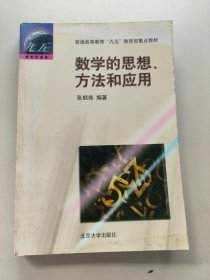 普通高等教育"九五"教育部重点教材
数学的思想、
方法和应用
张顺燕 编著
北京大学出版社